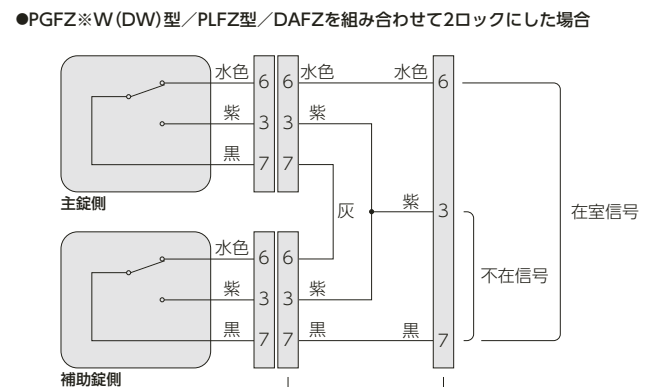 ●PGFZ※W(DW)型／PLFZ型／DAFZを組み合わせて2ロックにした場合
水色 6 6 水色 水色 6
紫 3 3 紫
黒 7 7
主錠側
灰 紫 3 在室信号
水色 6 6
不在信号
紫 3 3 紫
黒 7 7 黒 黒 7
補助錠側